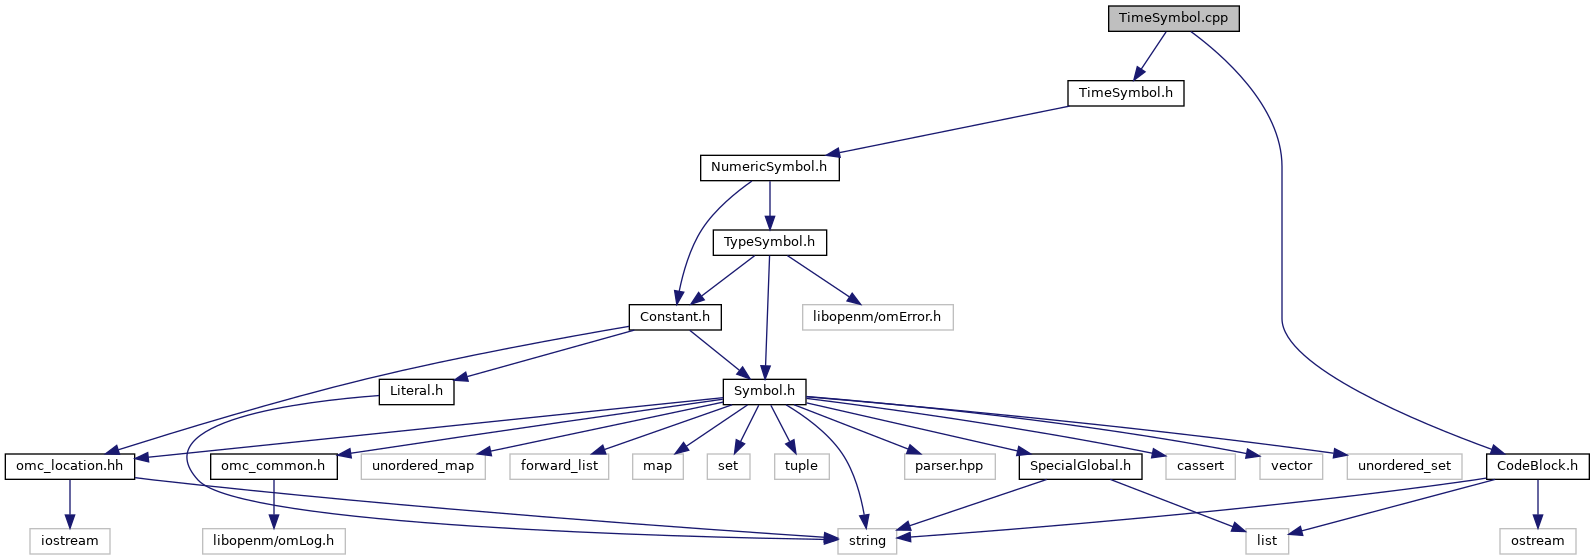 TimeSymbol.cpp
TimeSymbol.h
NumericSymbol.h
TypeSymbol.h
Constant.h
libopenm/omError.h
Literal.h
Symbol.h
omc_location.hh
omc_common.h
unordered_map
forward_list
map
set
tuple
parser.hpp
SpecialGlobal.h
cassert
vector
unordered_set
CodeBlock.h
iostream
libopenm/omLog.h
string
list
ostream